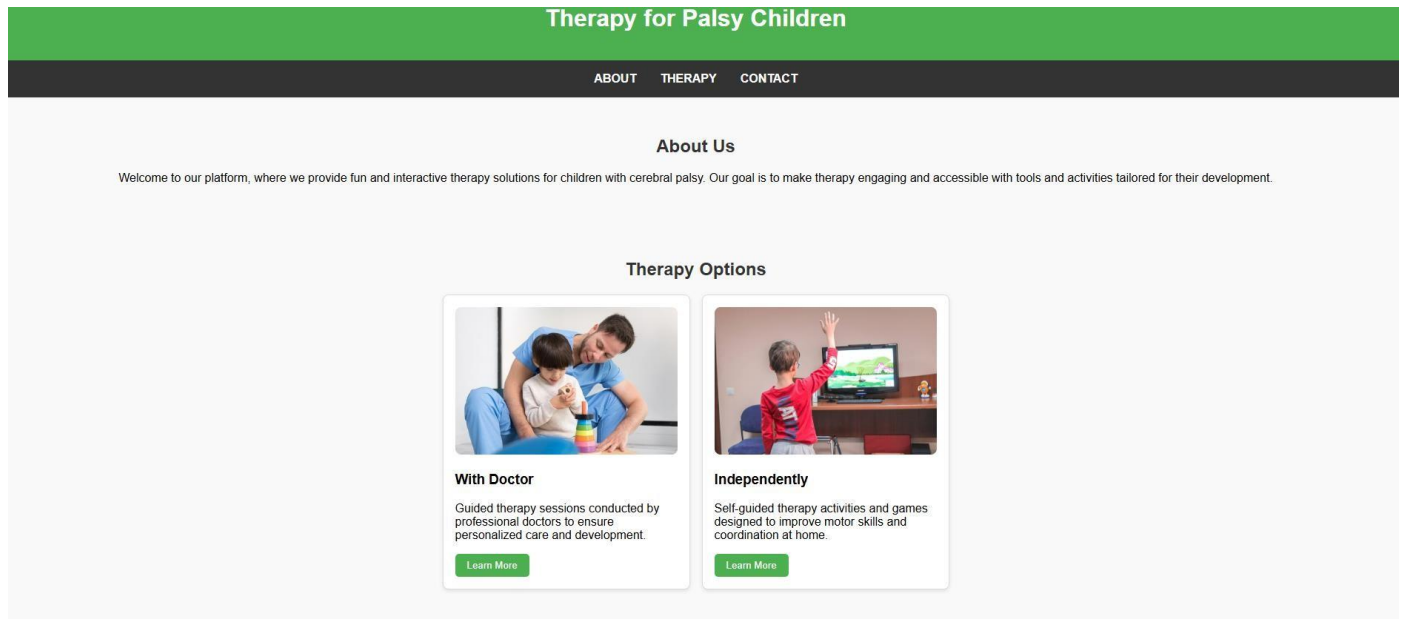 Therapy for Palsy Children
ABOUT THERAPY CONTACT
About Us
Welcome to our platform, where we provide fun and interactive therapy solutions for children with cerebral palsy. Our goal is to make therapy engaging and accessible with tools and activities tailored for their development.
Therapy Options
With Doctor
Guided therapy sessions conducted by
professional doctors to ensure
personalized care and development.
Learn More
Independently
Self-guided therapy activities and games
designed to improve motor skills and
coordination at home.
Learn More